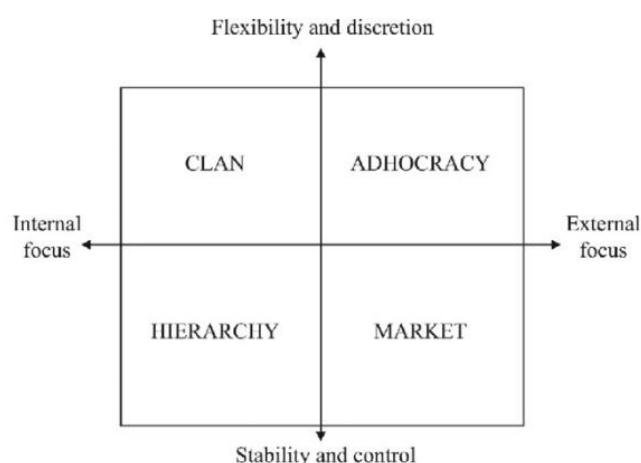 Flexibility and discretion
CLAN
ADHOCRACY
Internal
focus
External
focus
HIERARCHY
MARKET
Stability and control